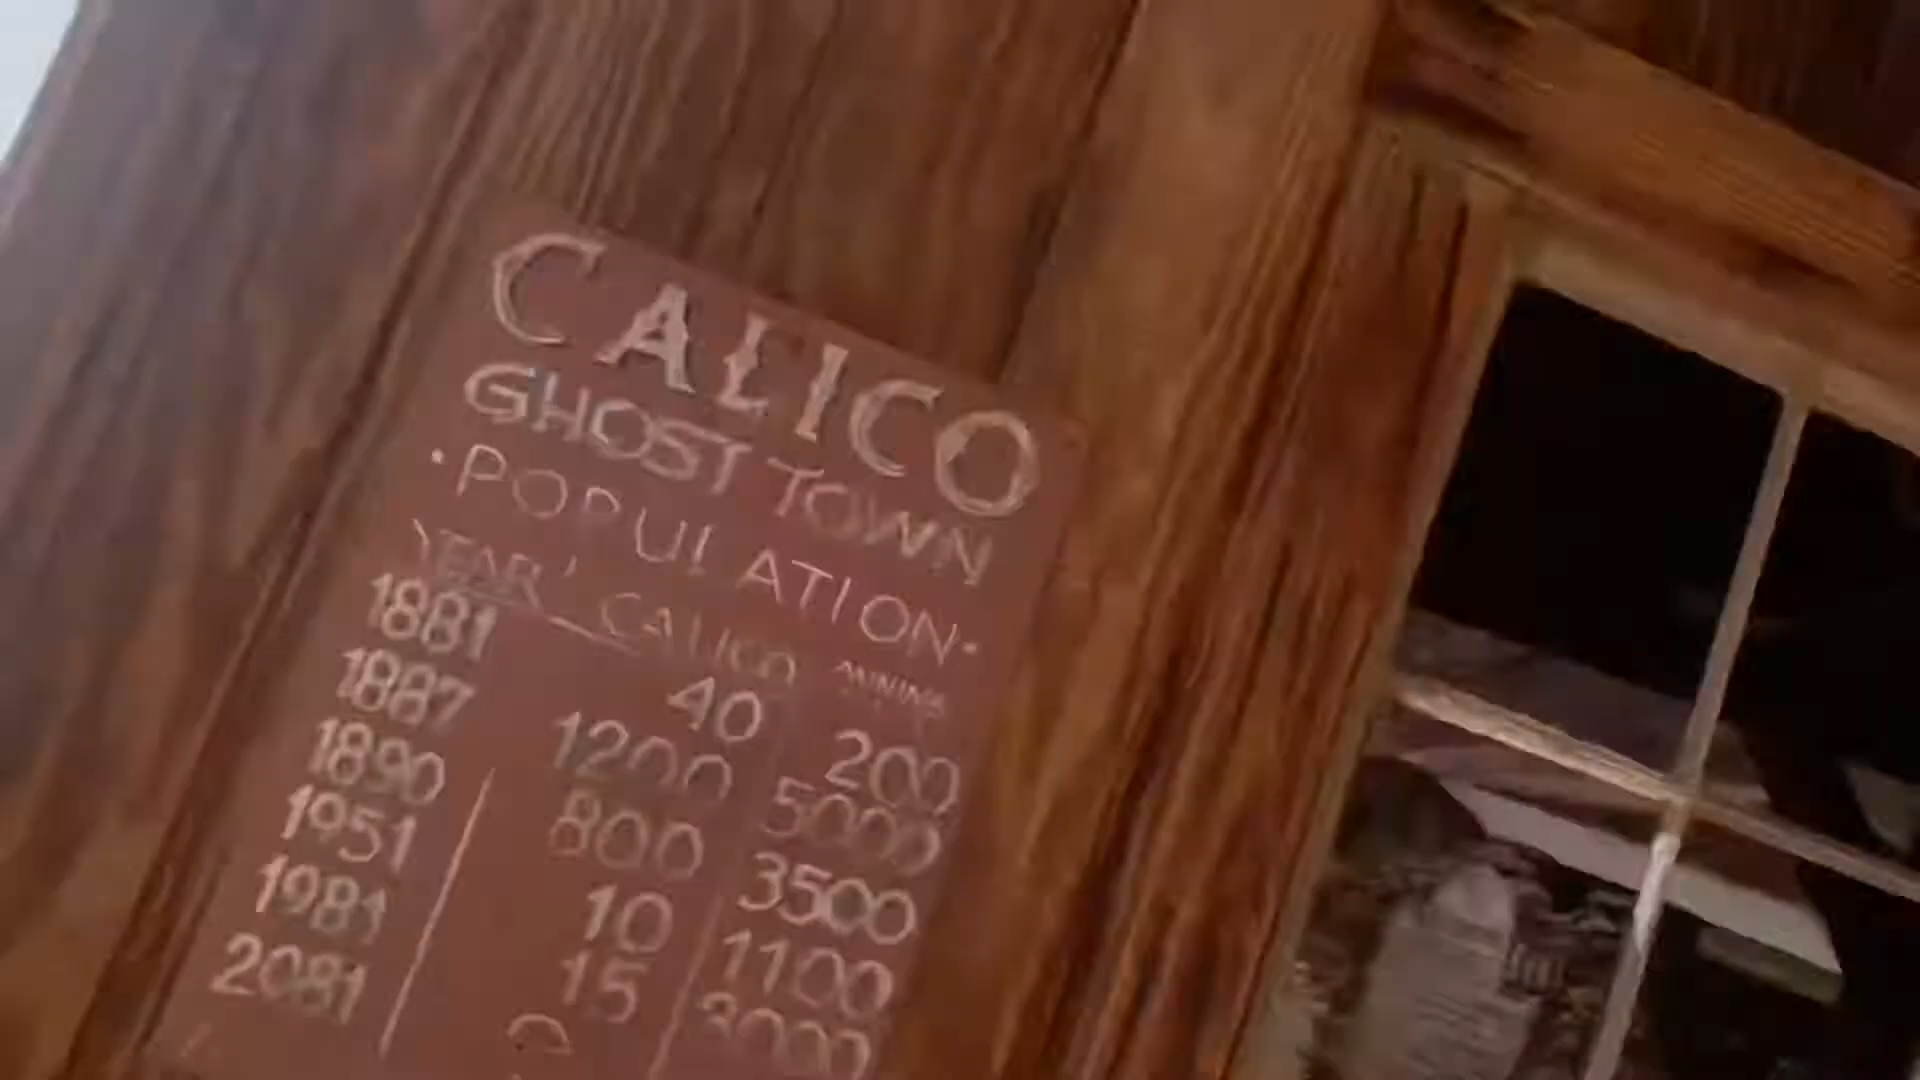 CALICO
GHOST TOWN
·POPULATION·
YEAR CALICO
1881 40 200
1887 1200 5000
1890 800 3500
1951 10 1100
1981 15 3000
2081